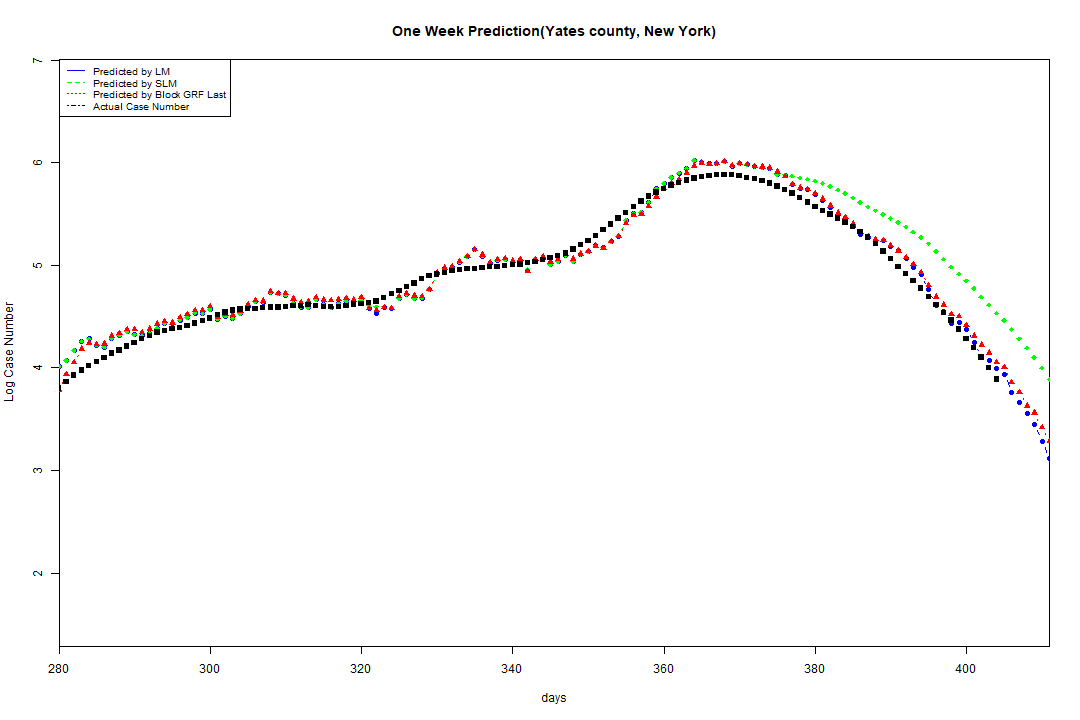 One Week Prediction(Yates county, New York)
Predicted by LM
Predicted by SLM
Predicted by Block GRF Last
Actual Case Number
7
6
5
4
3
2
Log Case Number
280 300 320 340 360 380 400
days